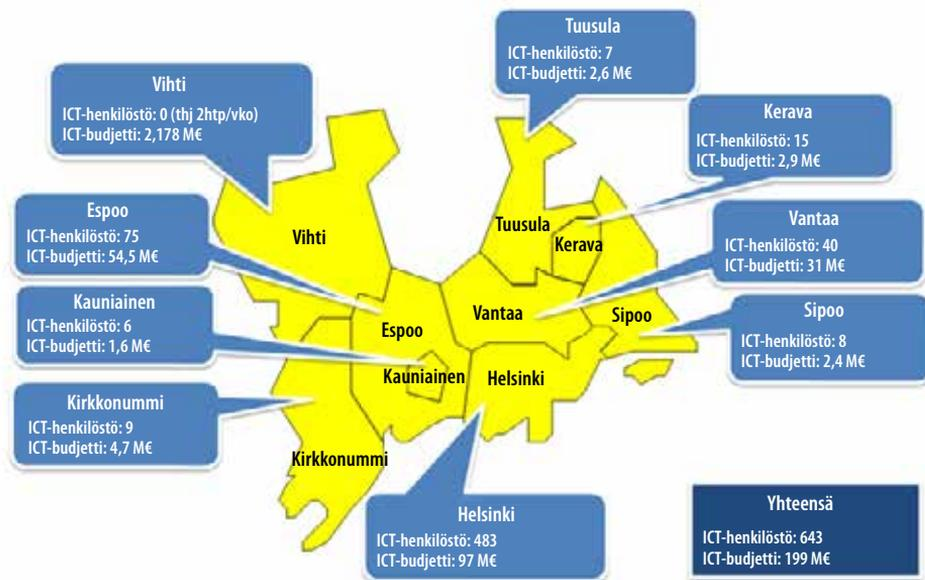 Tuusula
ICT-henkilöstö: 7
ICT-budjetti: 2,6 M€
Vihti
ICT-henkilöstö: 0 (thj 2htp/vko)
ICT-budjetti: 2,178 M€
Kerava
ICT-henkilöstö: 15
ICT-budjetti: 2,9 M€
Espoo
ICT-henkilöstö: 75
ICT-budjetti: 54,5 M€
Vantaa
ICT-henkilöstö: 40
ICT-budjetti: 31 M€
Kauniainen
ICT-henkilöstö: 6
ICT-budjetti: 1,6 M€
Sipoo
ICT-henkilöstö: 8
ICT-budjetti: 2,4 M€
Kirkkonummi
ICT-henkilöstö: 9
ICT-budjetti: 4,7 M€
Helsinki
ICT-henkilöstö: 483
ICT-budjetti: 97 M€
Yhteensä
ICT-henkilöstö: 643
ICT-budjetti: 199 M€
Vihti
Tuusula
Kerava
Espoo
Vantaa
Sipoo
Kauniainen
Helsinki
Kirkkonummi